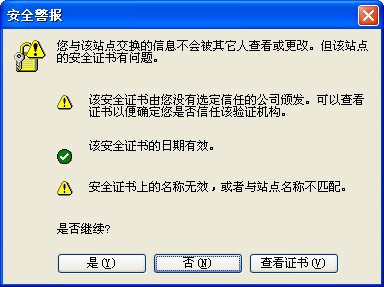 安全警报
您与该站点交换的信息不会被其它人查看或更改。但该站点
的安全证书有问题。
该安全证书由您没有选定信任的公司颁发。可以查看
证书以便确定您是否信任该验证机构。
该安全证书的日期有效。
安全证书上的名称无效，或者与站点名称不匹配。
是否继续?
是(Y) 否(N) 查看证书(V)